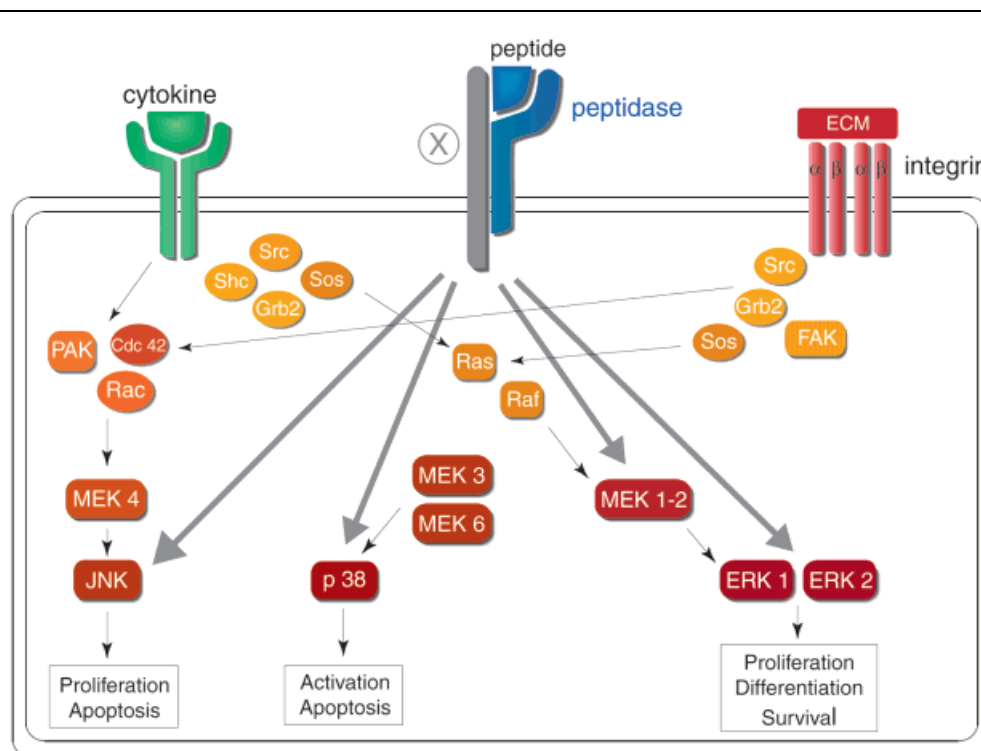 peptide
cytokine
peptidase
X
ECM
α β α β
integrin
Src
Shc
Sos
Grb2
Src
Grb2
Sos
FAK
PAK
Cdc 42
Rac
Ras
Raf
MEK 3
MEK 6
MEK 4
MEK 1-2
JNK
p 38
ERK 1
ERK 2
Proliferation
Apoptosis
Activation
Apoptosis
Proliferation
Differentiation
Survival